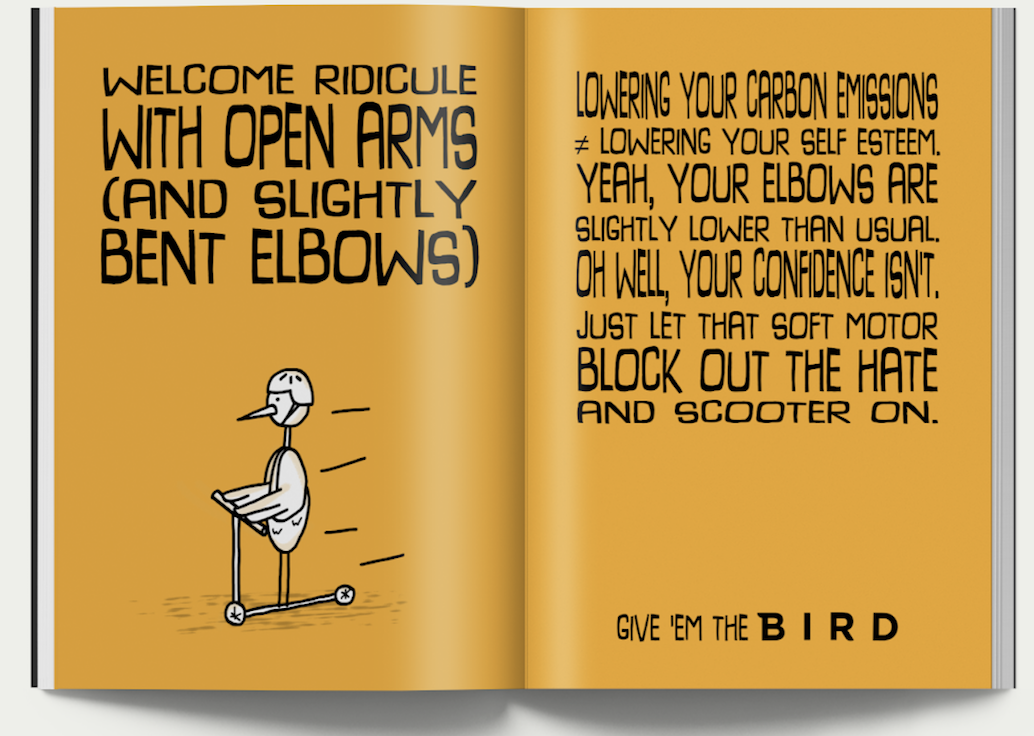 WELCOME RIDICULE
WITH OPEN ARMS
(AND SLIGHTLY
BENT ELBOWS)
LOWERING YOUR CARBON EMISSIONS
≠ LOWERING YOUR SELF ESTEEM.
YEAH, YOUR ELBOWS ARE
SLIGHTLY LOWER THAN USUAL.
OH WELL, YOUR CONFIDENCE ISN'T.
JUST LET THAT SOFT MOTOR
BLOCK OUT THE HATE
AND SCOOTER ON.
GIVE 'EM THE BIRD